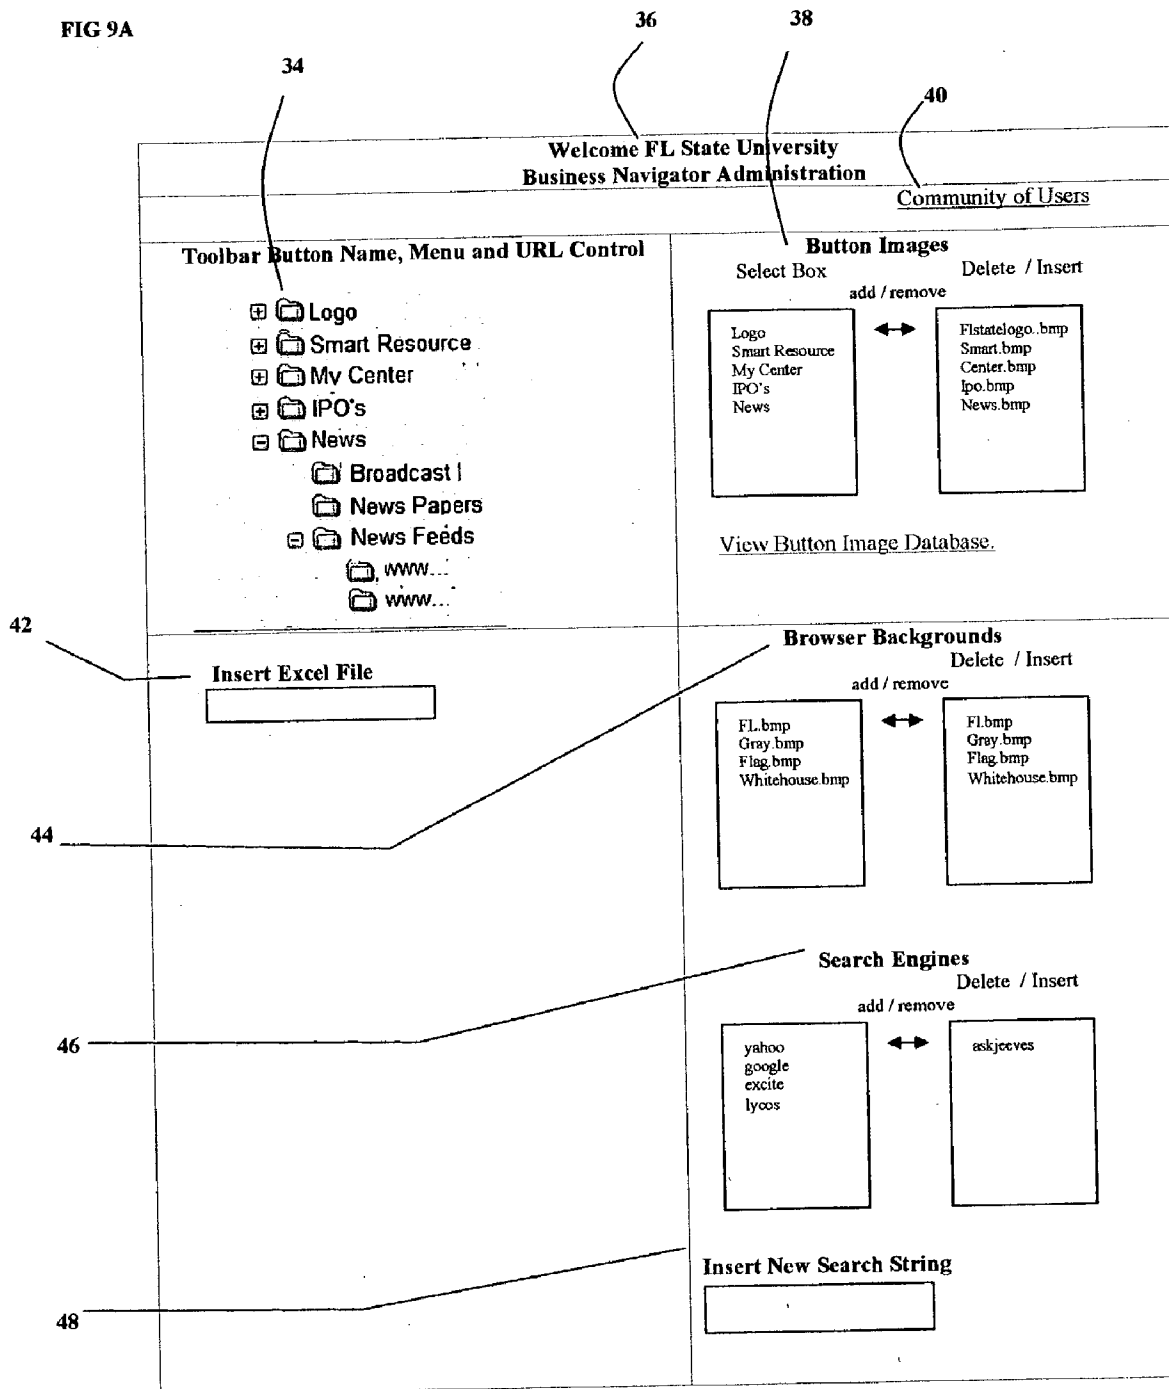 FIG 9A
36
38
34
40
Welcome FL State University
Business Navigator Administration
Community of Users
Toolbar Button Name, Menu and URL Control
Logo
Smart Resource
My Center
IPO's
News
Broadcast
News Papers
News Feeds
www...
www...
Button Images
Select Box
Delete / Insert
add / remove
Logo
Smart Resource
My Center
IPO's
News
Flstatelogo..bmp
Smart.bmp
Center.bmp
Ipo.bmp
News.bmp
View Button Image Database.
42
Insert Excel File
Browser Backgrounds
Delete / Insert
add / remove
FL.bmp
Gray.bmp
Flag.bmp
Whitehouse.bmp
Fl.bmp
Gray.bmp
Flag.bmp
Whitehouse.bmp
44
Search Engines
Delete / Insert
add / remove
46
yahoo
google
excite
lycos
askjeeves
Insert New Search String
48